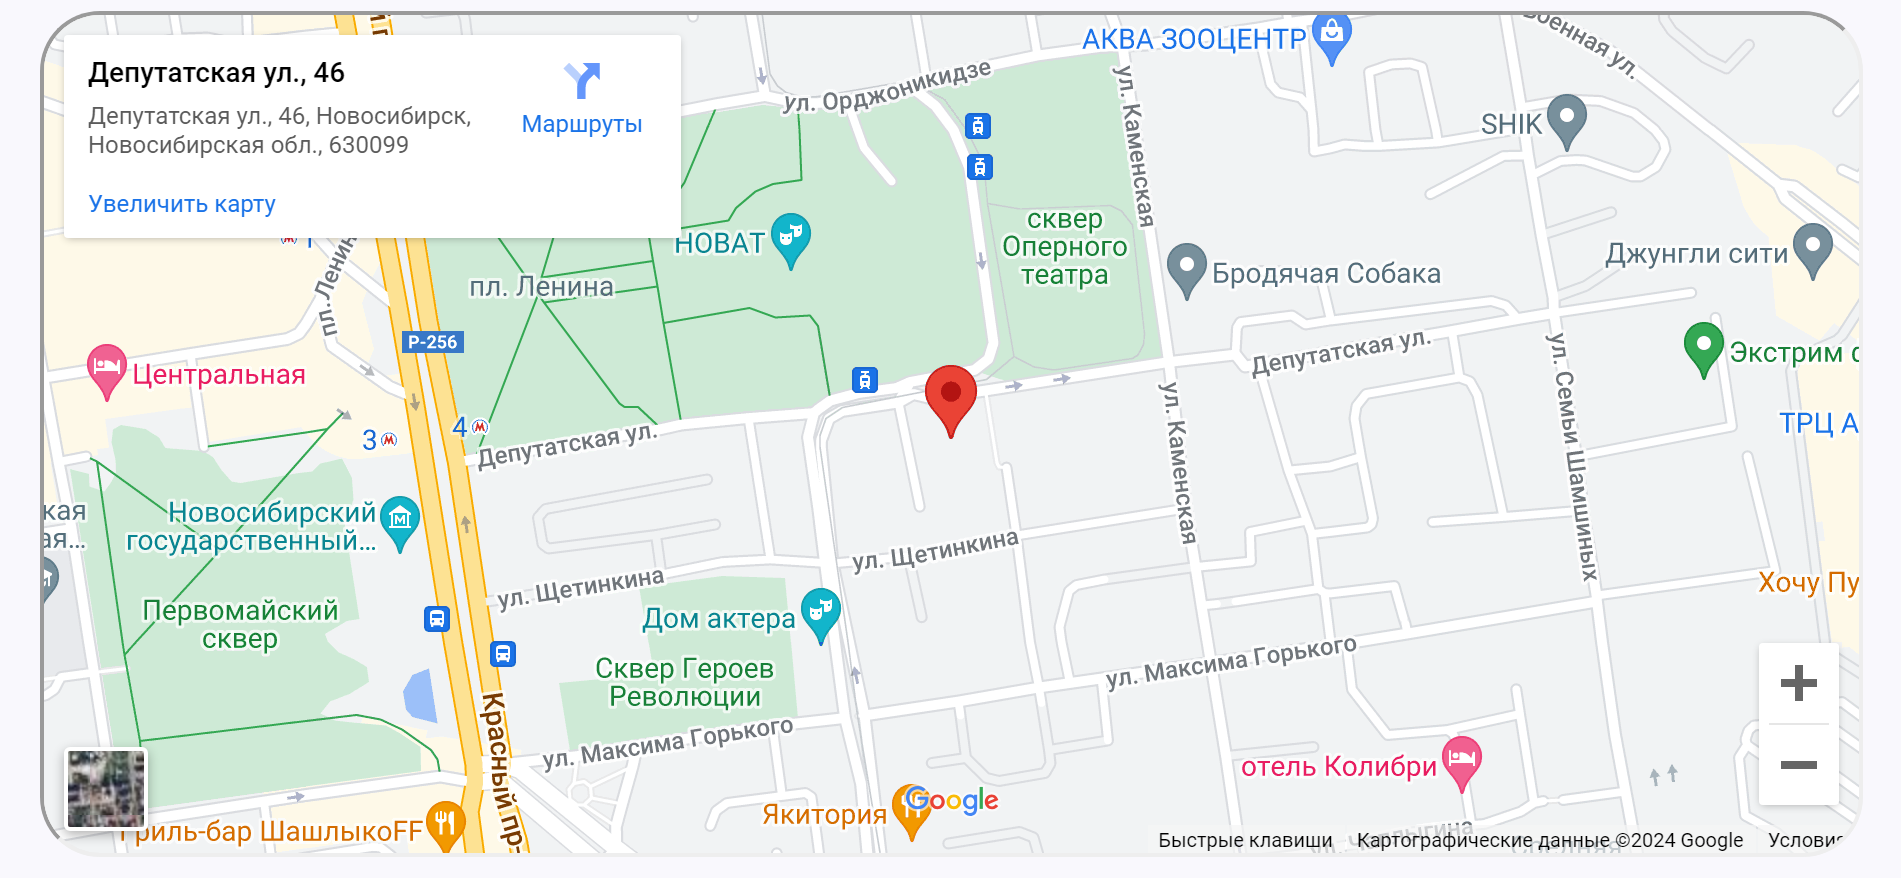 Депутатская ул., 46
Депутатская ул., 46, Новосибирск,
Новосибирская обл., 630099
Маршруты
Увеличить карту
АКВА ЗООЦЕНТР
Военная ул.
ул. Орджоникидзе
ул. Каменская
SHIK
сквер
Оперного
театра
НОВАТ
Джунгли сити
Бродячая Собака
пл. Ленина
P-256
Депутатская ул.
Экстрим
Центральная
ул. Каменская
ул. Семьи Шамшиных
ТРЦ А
3
4
Депутатская ул.
Новосибирский
государственный...
кая
ая...
ул. Щетинкина
ул. Щетинкина
Хочу Пу
Первомайский
сквер
Дом актера
ул. Максима Горького
Сквер Героев
Революции
Красный пр-
ул. Максима Горького
отель Колибри
Якитория
Google
Гриль-бар ШашлыкоFF
ул. Чаплыгина
Быстрые клавиши
Картографические данные ©2024 Google